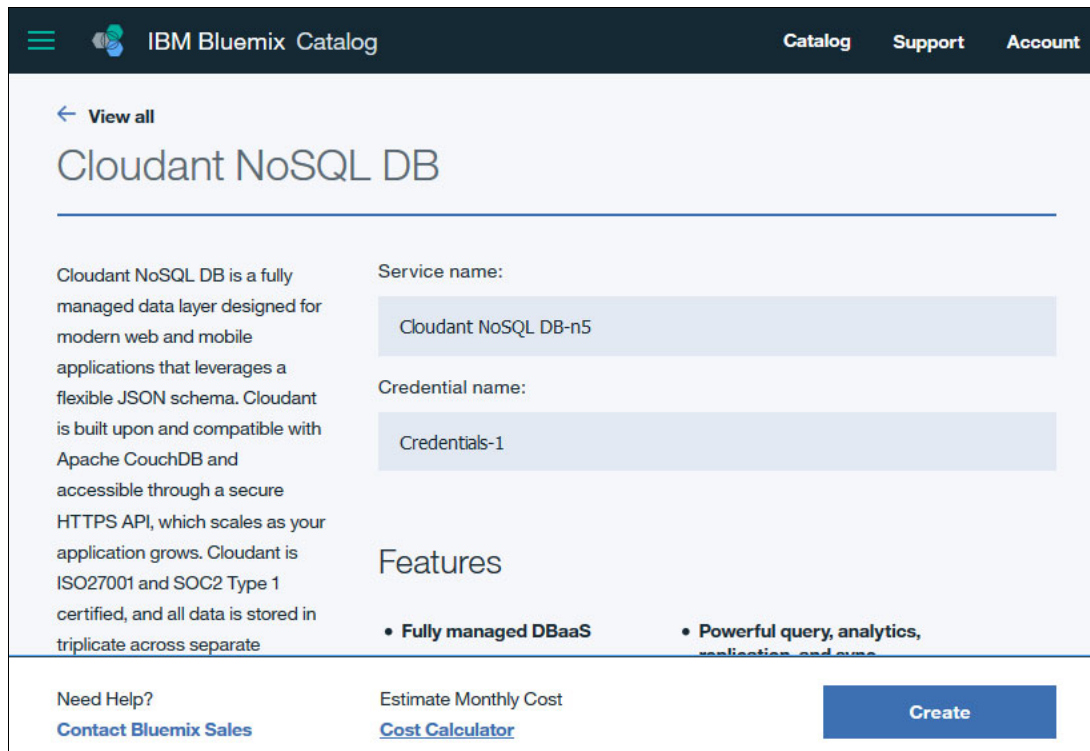 IBM Bluemix Catalog
Catalog Support Account
← View all
Cloudant NoSQL DB
Cloudant NoSQL DB is a fully
managed data layer designed for
modern web and mobile
applications that leverages a
flexible JSON schema. Cloudant
is built upon and compatible with
Apache CouchDB and
accessible through a secure
HTTPS API, which scales as your
application grows. Cloudant is
ISO27001 and SOC2 Type 1
certified, and all data is stored in
triplicate across separate
Service name:
Cloudant NoSQL DB-n5
Credential name:
Credentials-1
Features
• Fully managed DBaaS
• Powerful query, analytics,
replication, and sync
Need Help?
Contact Bluemix Sales
Estimate Monthly Cost
Cost Calculator
Create